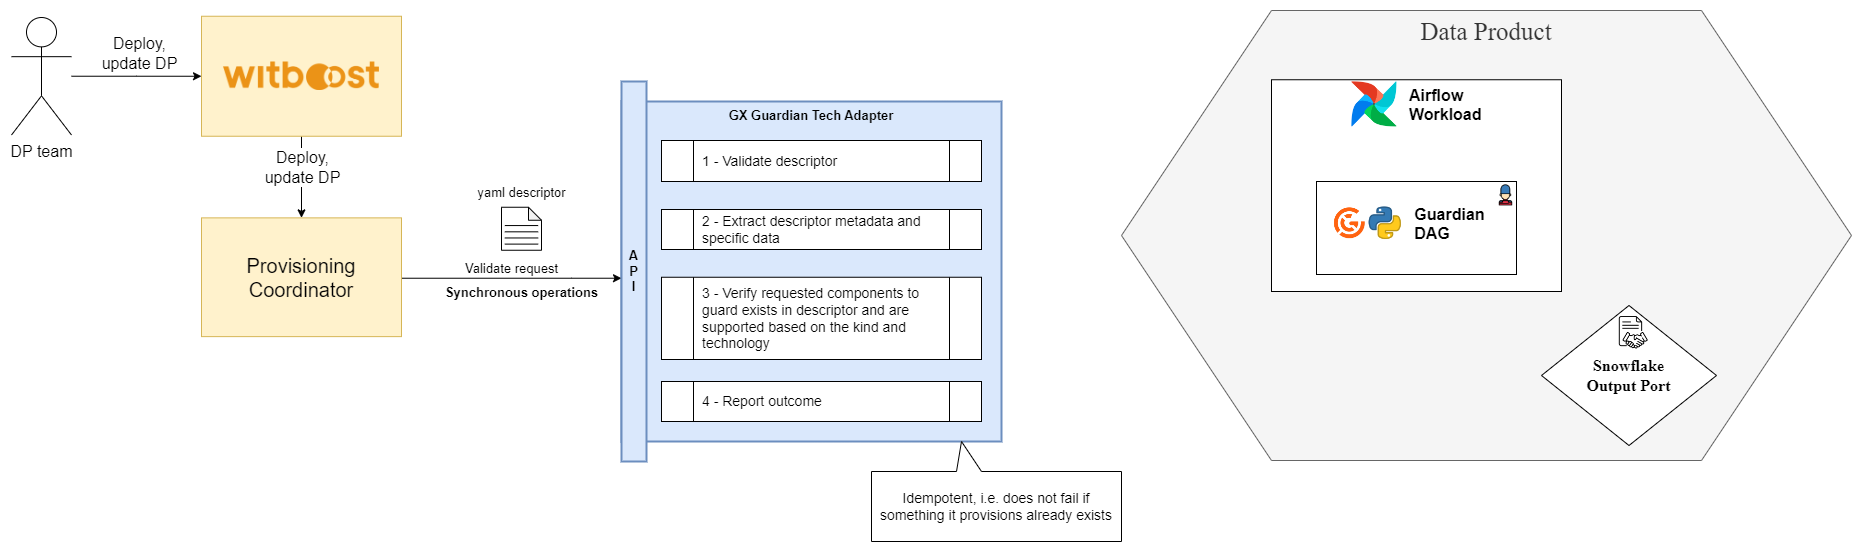 Deploy,
update DP
DP team
witboost
Deploy,
update DP
Provisioning
Coordinator
yaml descriptor
Validate request
Synchronous operations
A
P
I
GX Guardian Tech Adapter
1 - Validate descriptor
2 - Extract descriptor metadata and
specific data
3 - Verify requested components to
guard exists in descriptor and are
supported based on the kind and
technology
4 - Report outcome
Idempotent, i.e. does not fail if
something it provisions already exists
Data Product
Airflow
Workload
Guardian
DAG
Snowflake
Output Port